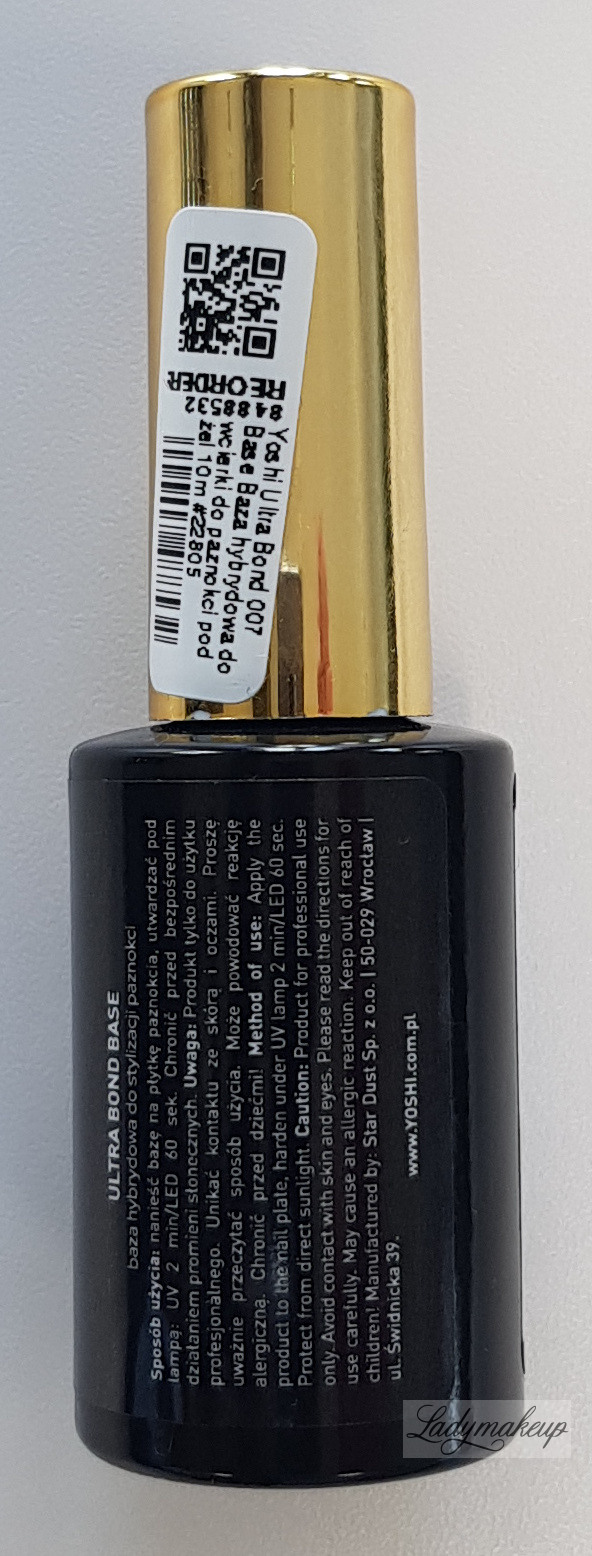 REORDER
8488532
Yoshi Ultra Bond 007
Base Baza hybrydowa do
wcierki do paznokci pod
żel 10m #22805
ULTRA BOND BASE
baza hybrydowa do stylizacji paznokci
Sposób użycia: nanieść bazę na płytkę paznokcia, utwardzać pod
lampą: UV 2 min/LED 60 sek. Chronić przed bezpośrednim
działaniem promieni słonecznych. Uwaga: Produkt tylko do użytku
profesjonalnego. Unikać kontaktu ze skórą i oczami. Proszę
uważnie przeczytać sposób użycia. Może powodować reakcję
alergiczną. Chronić przed dziećmi! Method of use: Apply the
product to the nail plate, harden under UV lamp 2 min/LED 60 sec.
Protect from direct sunlight. Caution: Product for professional use
only. Avoid contact with skin and eyes. Please read the directions for
use carefully. May cause an allergic reaction. Keep out of reach of
children! Manufactured by: Star Dust Sp. z o.o. | 50-029 Wrocław |
ul. Świdnicka 39.
www.YOSHI.com.pl
Ladymakeup